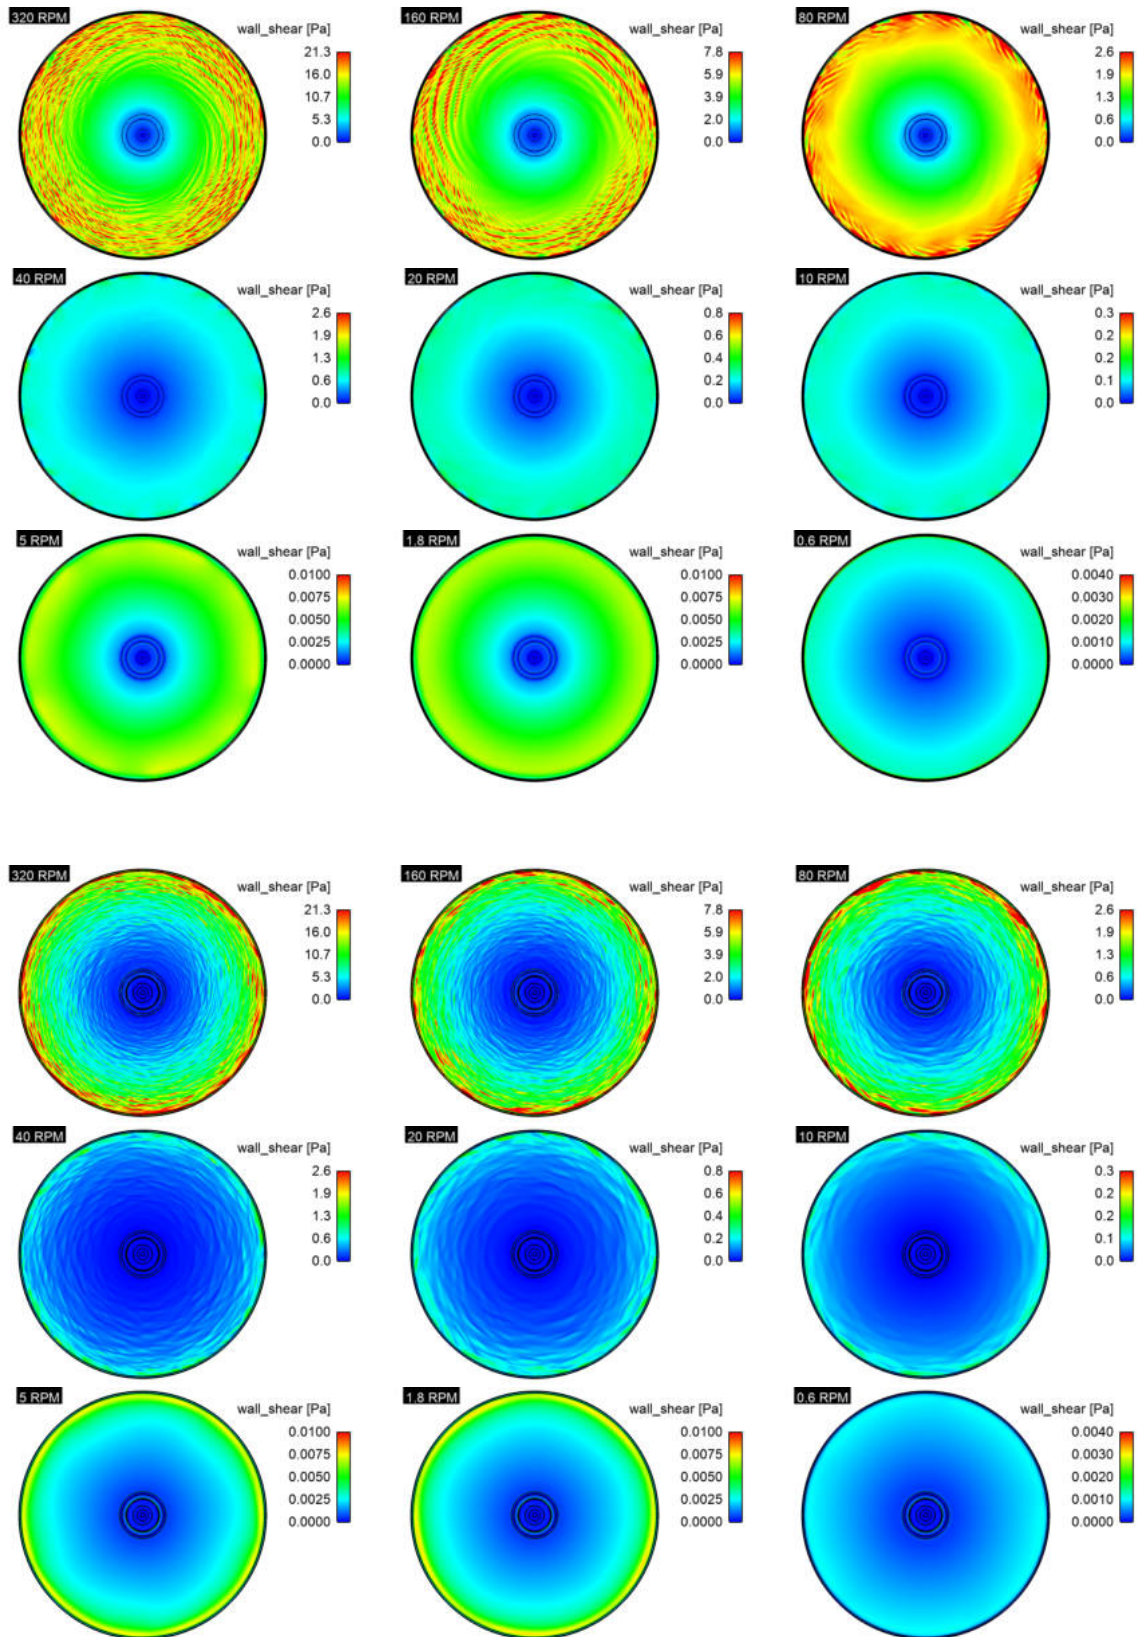 320 RPM
wall_shear [Pa]
21.3
16.0
10.7
5.3
0.0
160 RPM
wall_shear [Pa]
7.8
5.9
3.9
2.0
0.0
80 RPM
wall_shear [Pa]
2.6
1.9
1.3
0.6
0.0
40 RPM
wall_shear [Pa]
2.6
1.9
1.3
0.6
0.0
20 RPM
wall_shear [Pa]
0.8
0.6
0.4
0.2
0.0
10 RPM
wall_shear [Pa]
0.3
0.2
0.2
0.1
0.0
5 RPM
wall_shear [Pa]
0.0100
0.0075
0.0050
0.0025
0.0000
1.8 RPM
wall_shear [Pa]
0.0100
0.0075
0.0050
0.0025
0.0000
0.6 RPM
wall_shear [Pa]
0.0040
0.0030
0.0020
0.0010
0.0000
320 RPM
wall_shear [Pa]
21.3
16.0
10.7
5.3
0.0
160 RPM
wall_shear [Pa]
7.8
5.9
3.9
2.0
0.0
80 RPM
wall_shear [Pa]
2.6
1.9
1.3
0.6
0.0
40 RPM
wall_shear [Pa]
2.6
1.9
1.3
0.6
0.0
20 RPM
wall_shear [Pa]
0.8
0.6
0.4
0.2
0.0
10 RPM
wall_shear [Pa]
0.3
0.2
0.2
0.1
0.0
5 RPM
wall_shear [Pa]
0.0100
0.0075
0.0050
0.0025
0.0000
1.8 RPM
wall_shear [Pa]
0.0100
0.0075
0.0050
0.0025
0.0000
0.6 RPM
wall_shear [Pa]
0.0040
0.0030
0.0020
0.0010
0.0000